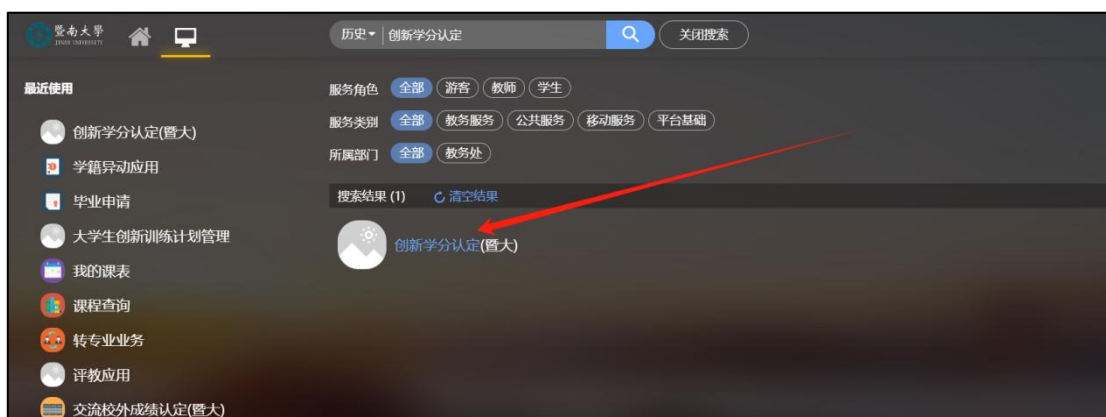 暨南大學
JINAN UNIVERSITY
历史 创新学分认定 关闭搜索
最近使用
创新学分认定(暨大)
学籍异动应用
毕业申请
大学生创新训练计划管理
我的课表
课程查询
转专业业务
评教应用
交流校外成绩认定(暨大)
服务角色 全部 游客 教师 学生
服务类别 全部 教务服务 公共服务 移动服务 平台基础
所属部门 全部 教务处
搜索结果 (1) 清空结果
创新学分认定(暨大)